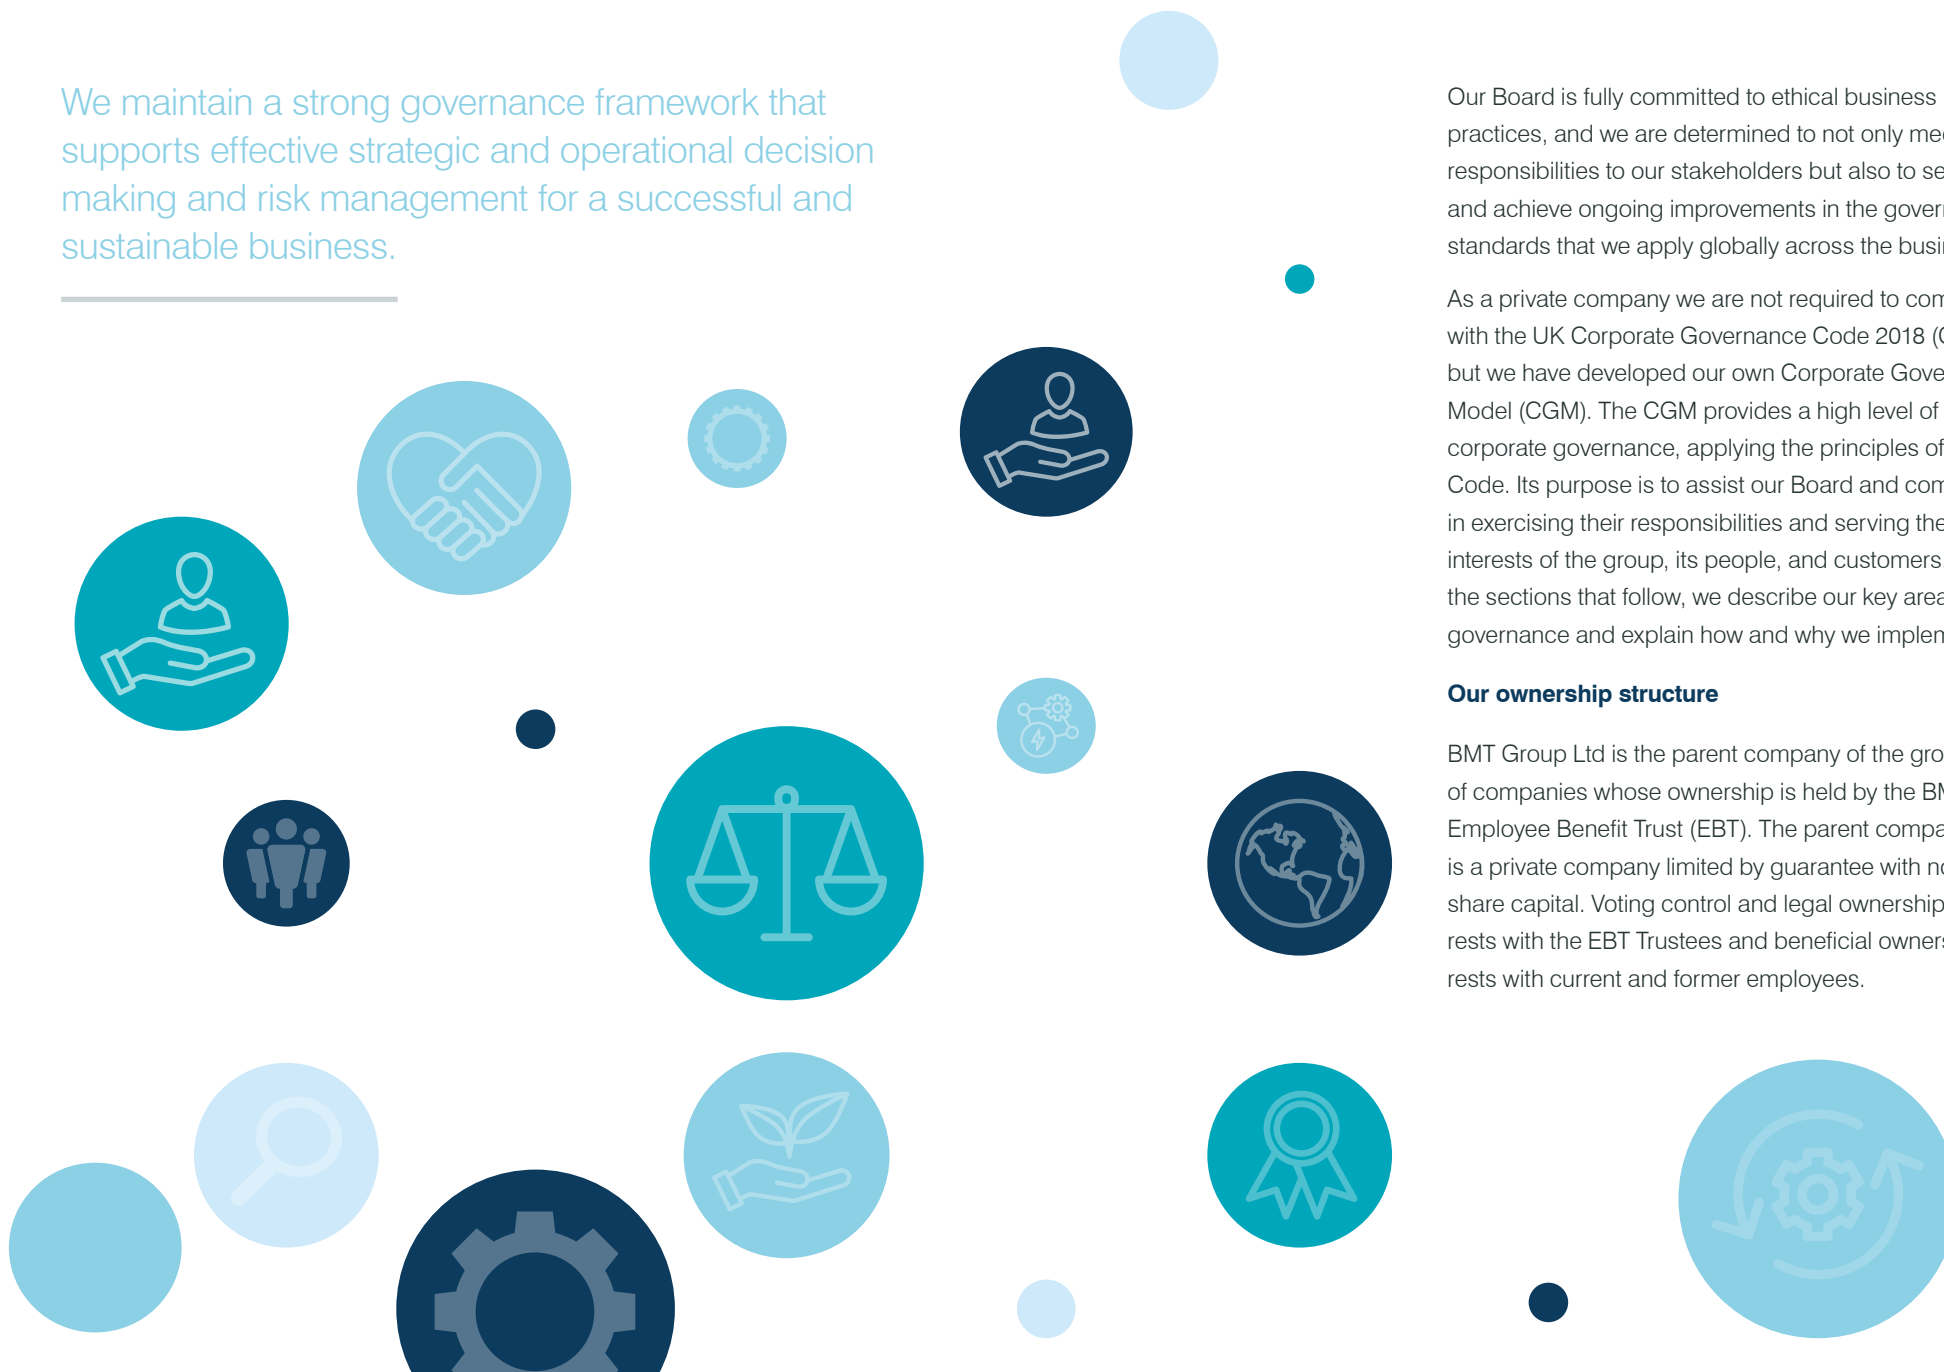 We maintain a strong governance framework that
supports effective strategic and operational decision
making and risk management for a successful and
sustainable business.
Our Board is fully committed to ethical business
practices, and we are determined to not only
responsibilities to our stakeholders but also to
and achieve ongoing improvements in the
standards that we apply globally across the
As a private company we are not required to
with the UK Corporate Governance Code 2018
but we have developed our own Corporate
Model (CGM). The CGM provides a high level of
corporate governance, applying the principles of
Code. Its purpose is to assist our Board and
in exercising their responsibilities and serving the
interests of the group, its people, and customers
the sections that follow, we describe our key
governance and explain how and why we
Our ownership structure
BMT Group Ltd is the parent company of the
of companies whose ownership is held by the
Employee Benefit Trust (EBT). The parent
is a private company limited by guarantee with
share capital. Voting control and legal ownership
rests with the EBT Trustees and beneficial
rests with current and former employees.